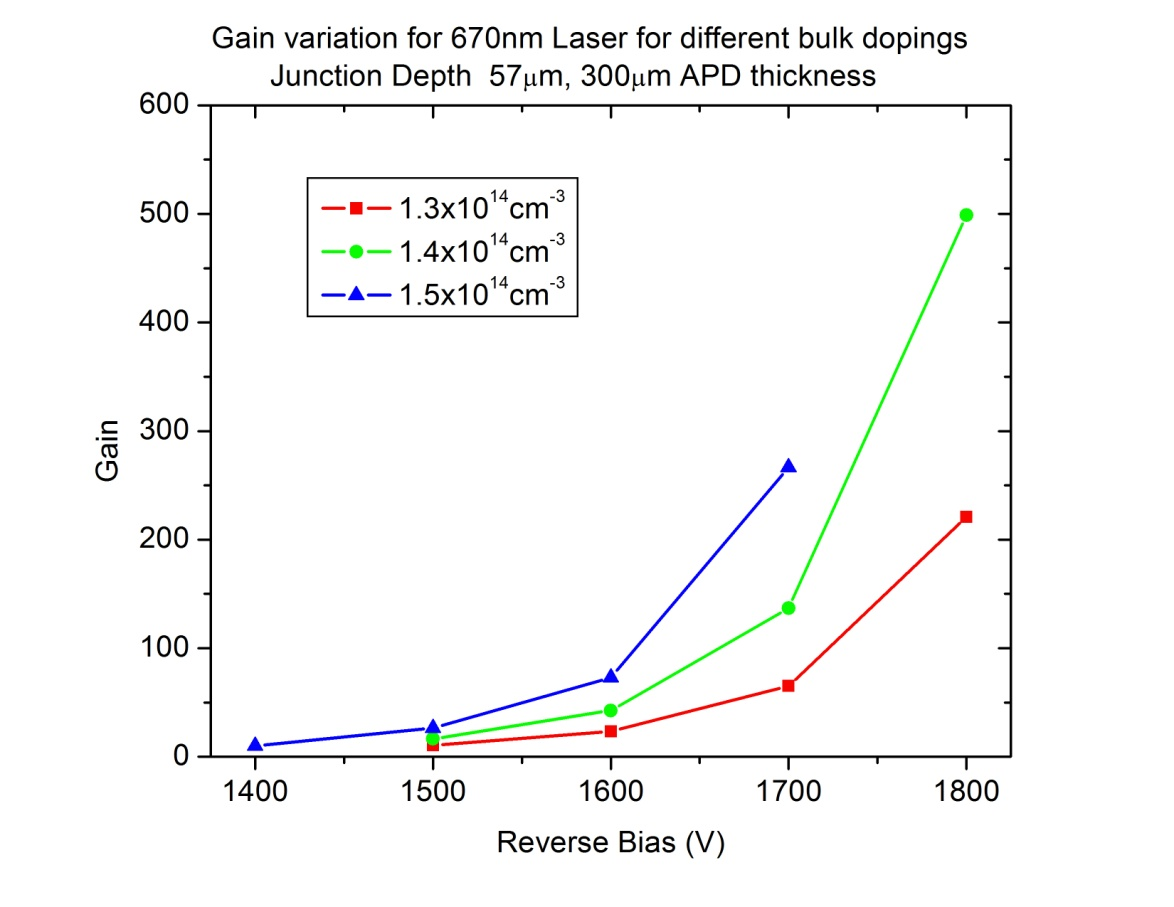 Gain variation for 670nm Laser for different bulk dopings
Junction Depth  57μm, 300μm APD thickness
600
500
400
300
200
100
0
1.3x10^14cm^-3
1.4x10^14cm^-3
1.5x10^14cm^-3
Gain
1400 1500 1600 1700 1800
Reverse Bias (V)